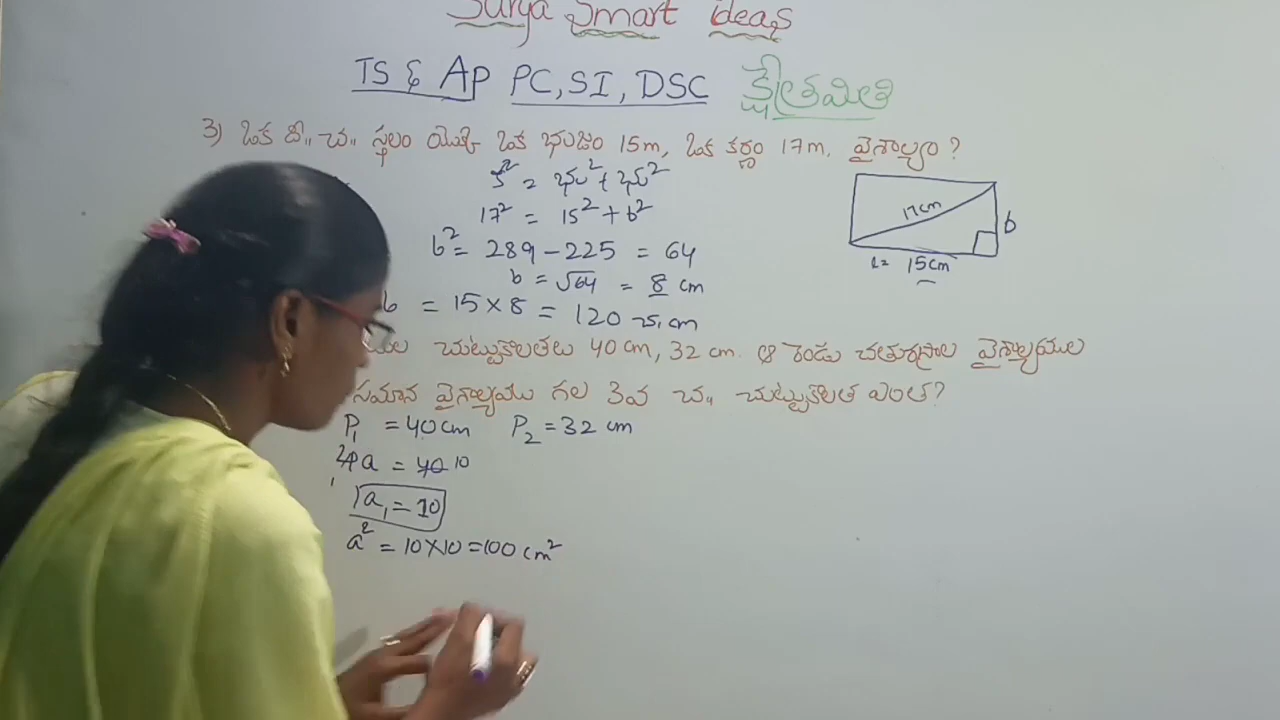 Surya Smart ideas
TS & AP PC, SI, DSC క్షేత్రమితి
3) ఒక దీ॥ చ॥ స్థలం యొక్క ఒక భుజం 15m, ఒక కర్ణం 17m. వైశాల్యం ?
క² = భు² + భు²
17² = 15² + b²
b² = 289 - 225 = 64
b = √64 = 8 cm
b = 15 × 8 = 120 చ. cm
17cm
b
l = 15cm
చుట్టుకొలతలు 40 cm, 32 cm. ఆ రెండు చతురస్రాల వైశాల్యముల
సమాన వైశాల్యము గల 3వ చ॥ చుట్టుకొలత ఎంత?
P₁ = 40cm P₂ = 32 cm
4a = 40 10
a₁ = 10
a² = 10×10 = 100 cm²